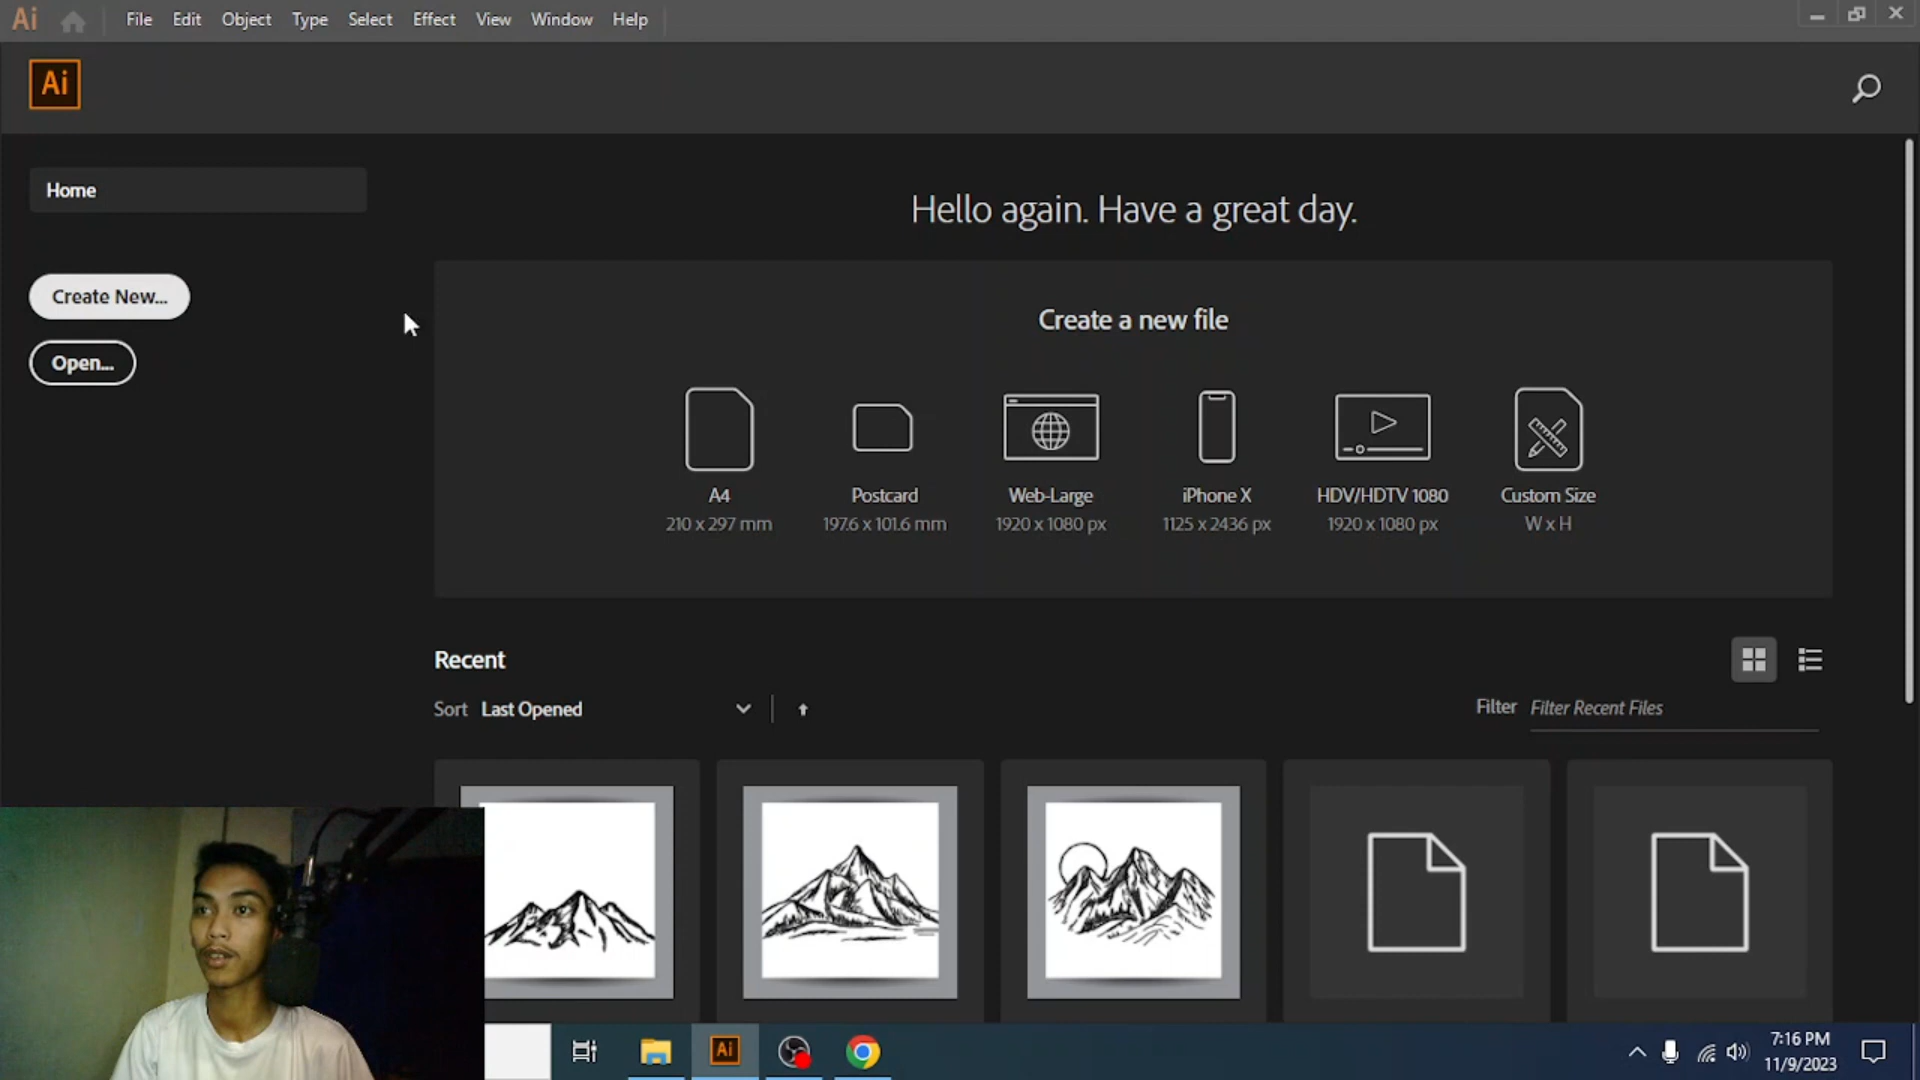 Ai File Edit Object Type Select Effect View Window Help
Ai
Home
Hello again. Have a great day.
Create New...
Open...
Create a new file
A4 Postcard Web-Large iPhone X HDV/HDTV 1080 Custom Size
210 x 297 mm 197.6 x 101.6 mm 1920 x 1080 px 1125 x 2436 px 1920 x 1080 px W x H
Recent
Sort Last Opened Filter Filter Recent Files
Ai
7:16 PM
11/9/2023